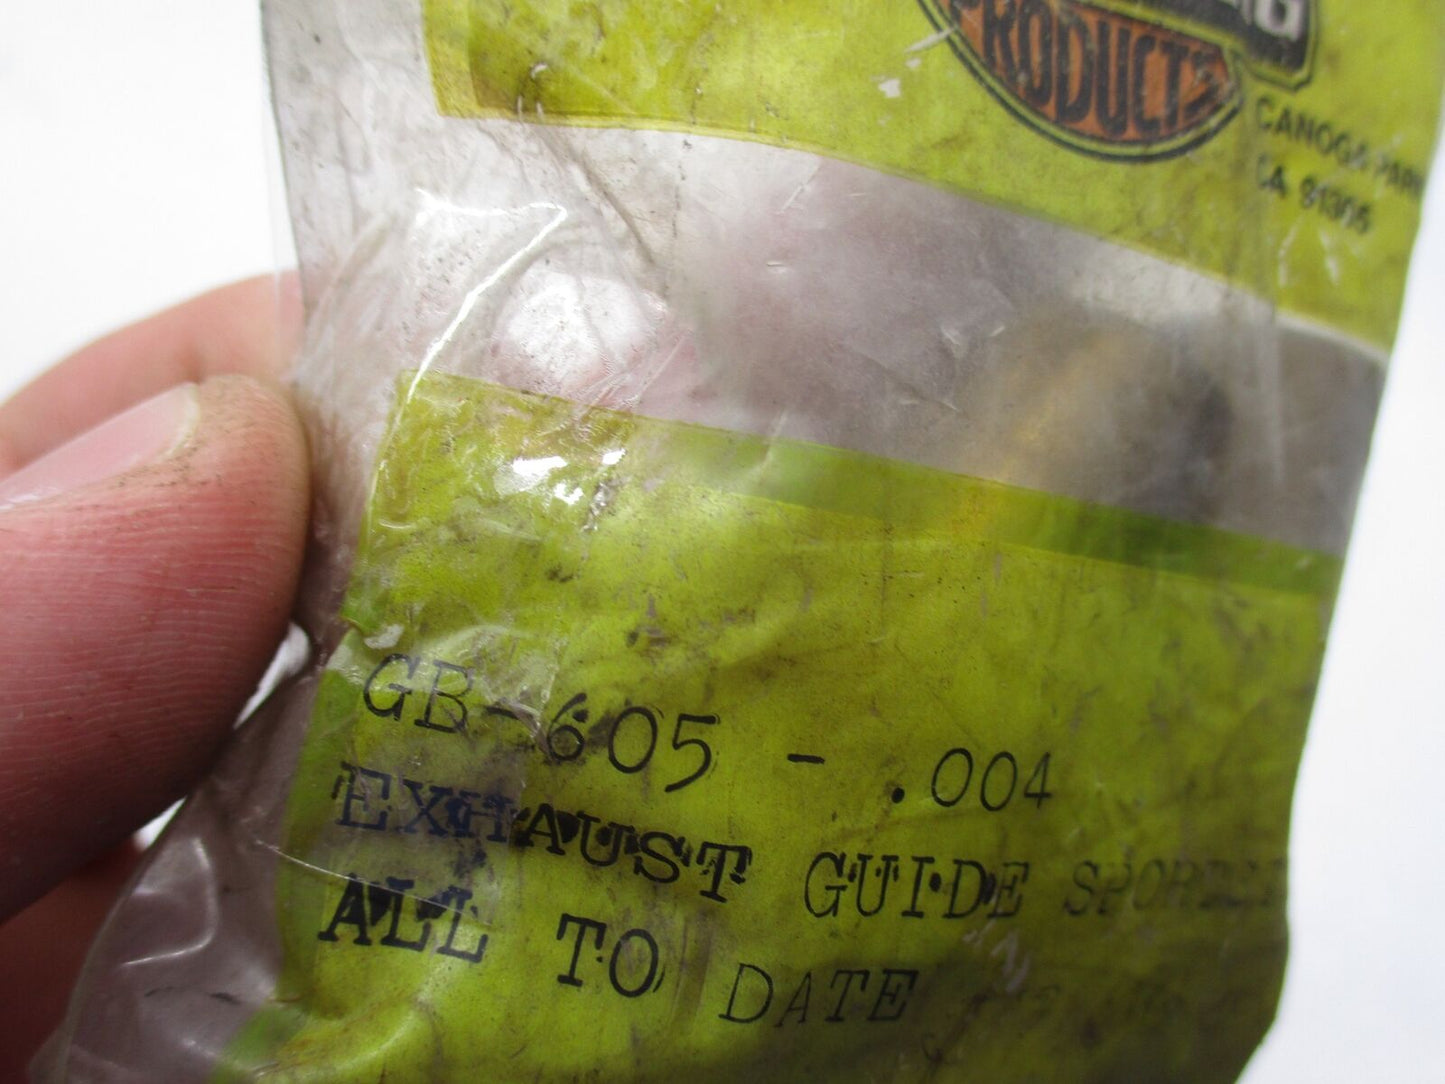 PRODUCTS
CANOGA PARK
CA 91305
GB-605 - .004
EXHAUST GUIDE
ALL TO DATE